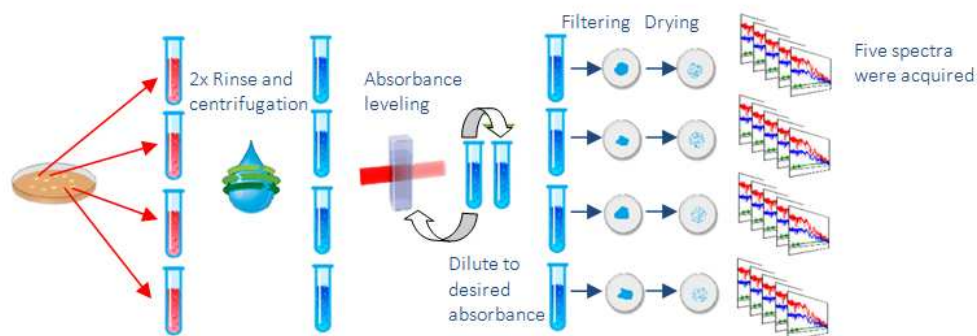 2x Rinse and
centrifugation
Absorbance
leveling
Dilute to
desired
absorbance
Filtering
Drying
Five spectra
were acquired